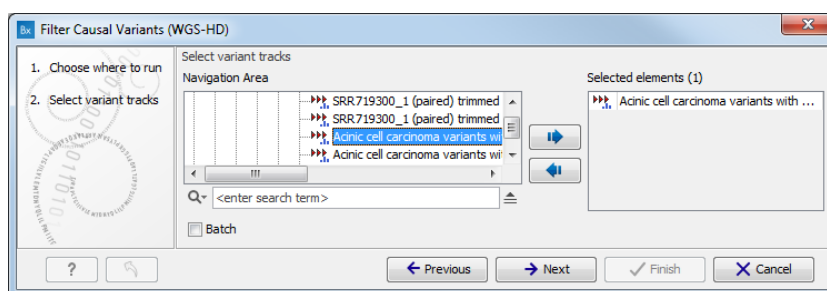 Bx Filter Causal Variants (WGS-HD)
1. Choose where to run
2. Select variant tracks
Select variant tracks
Navigation Area
SRR719300_1 (paired) trimmed
SRR719300_1 (paired) trimmed
Acinic cell carcinoma variants wi
Acinic cell carcinoma variants wi
<enter search term>
Batch
Selected elements (1)
Acinic cell carcinoma variants with ...
?
Previous
Next
Finish
Cancel